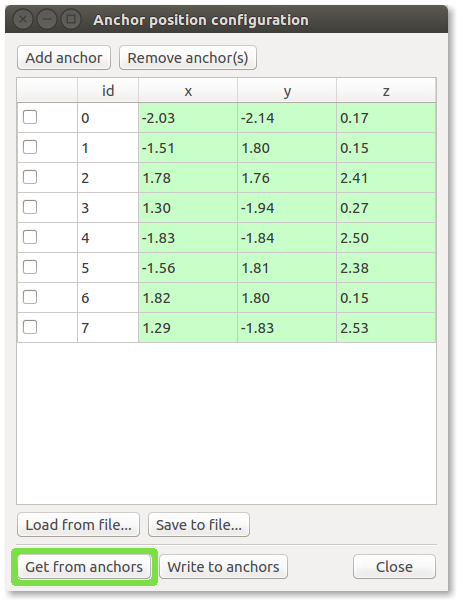 Anchor position configuration
Add anchor Remove anchor(s)
id x y z
0 -2.03 -2.14 0.17
1 -1.51 1.80 0.15
2 1.78 1.76 2.41
3 1.30 -1.94 0.27
4 -1.83 -1.84 2.50
5 -1.56 1.81 2.38
6 1.82 1.80 0.15
7 1.29 -1.83 2.53
Load from file... Save to file...
Get from anchors Write to anchors Close